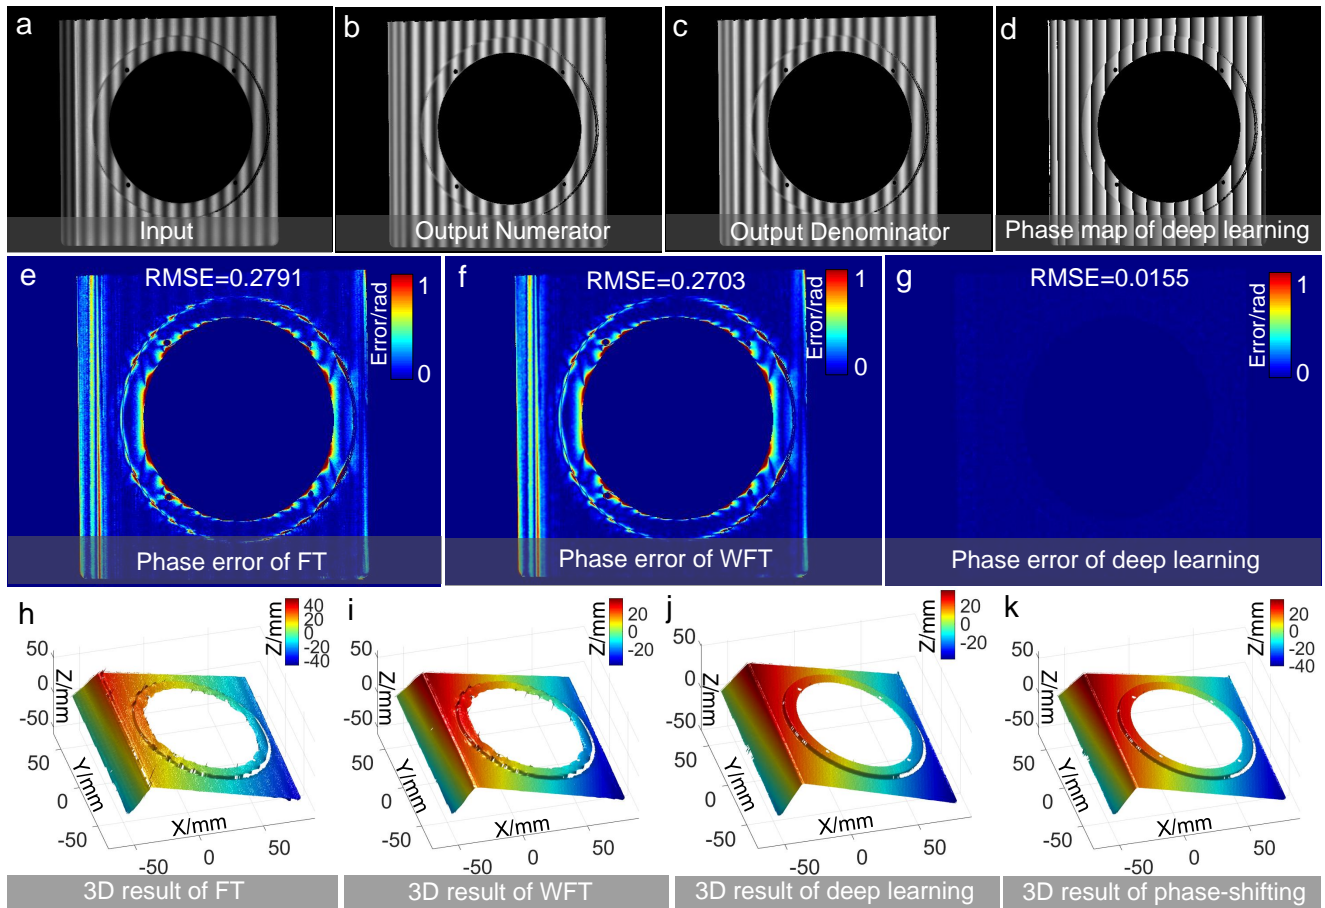 a
b
c
d
Input
Output Numerator
Output Denominator
Phase map of deep learning
e
RMSE=0.2791
Error/rad
1
0
f
RMSE=0.2703
Error/rad
1
0
g
RMSE=0.0155
Error/rad
1
0
Phase error of FT
Phase error of WFT
Phase error of deep learning
h
Z/mm
40
20
0
-20
-40
50
0
-50
Z/mm
50
0
-50
Y/mm
-50
0
50
X/mm
i
Z/mm
20
0
-20
50
0
-50
Z/mm
50
0
-50
Y/mm
-50
0
50
X/mm
j
Z/mm
20
0
-20
50
0
-50
Z/mm
50
0
-50
Y/mm
-50
0
50
X/mm
k
Z/mm
20
0
-20
-40
50
0
-50
Z/mm
50
0
-50
Y/mm
-50
0
50
X/mm
3D result of FT
3D result of WFT
3D result of deep learning
3D result of phase-shifting